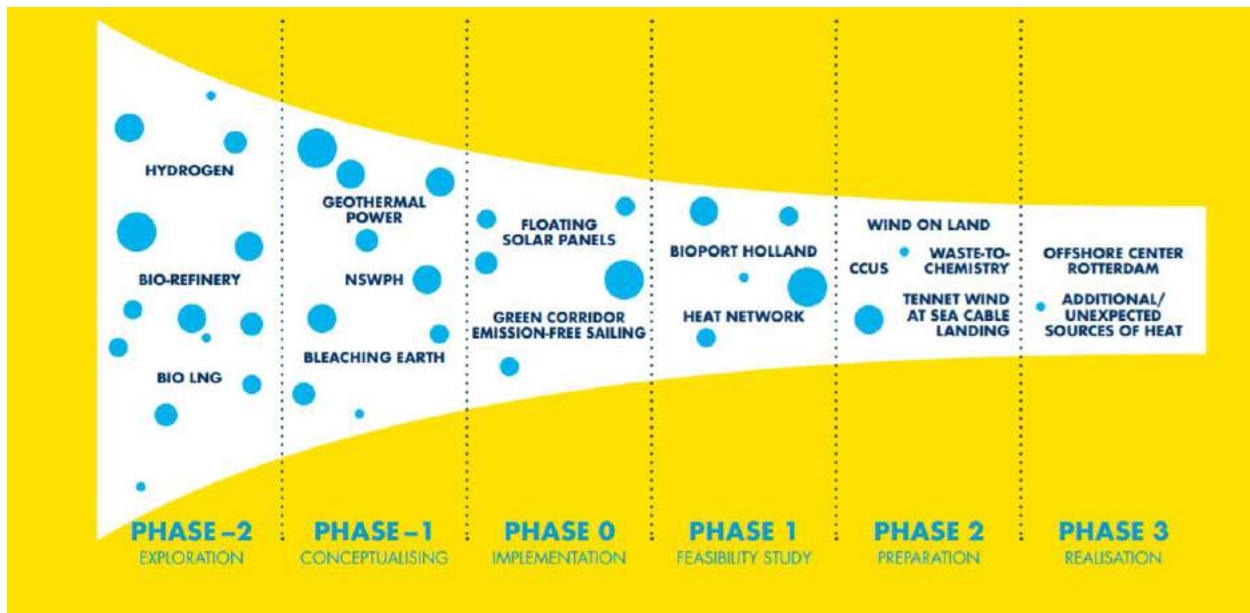 HYDROGEN
BIO-REFINERY
BIO LNG
GEOTHERMAL
POWER
NSWPH
BLEACHING EARTH
FLOATING
SOLAR PANELS
GREEN CORRIDOR
EMISSION-FREE SAILING
BIOPORT HOLLAND
HEAT NETWORK
WIND ON LAND
CCUS
WASTE-TO-
CHEMISTRY
TENNET WIND
AT SEA CABLE
LANDING
OFFSHORE CENTER
ROTTERDAM
ADDITIONAL/
UNEXPECTED
SOURCES OF HEAT
PHASE –2
EXPLORATION
PHASE –1
CONCEPTUALISING
PHASE 0
IMPLEMENTATION
PHASE 1
FEASIBILITY STUDY
PHASE 2
PREPARATION
PHASE 3
REALISATION